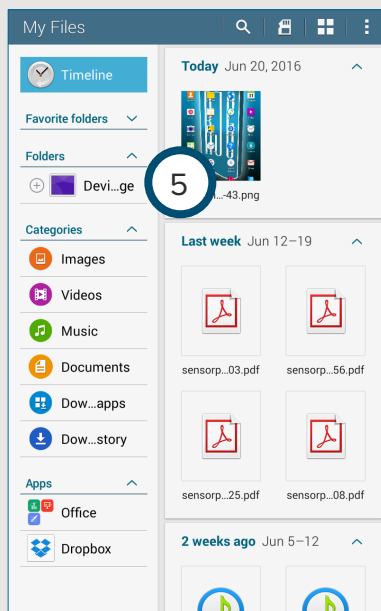 My Files
Timeline
Favorite folders
Folders
Devi...ge
5
Categories
Images
Videos
Music
Documents
Dow...apps
Dow...story
Apps
Office
Dropbox
Today Jun 20, 2016
...-43.png
Last week Jun 12–19
sensorp...03.pdf
sensorp...56.pdf
sensorp...25.pdf
sensorp...08.pdf
2 weeks ago Jun 5–12